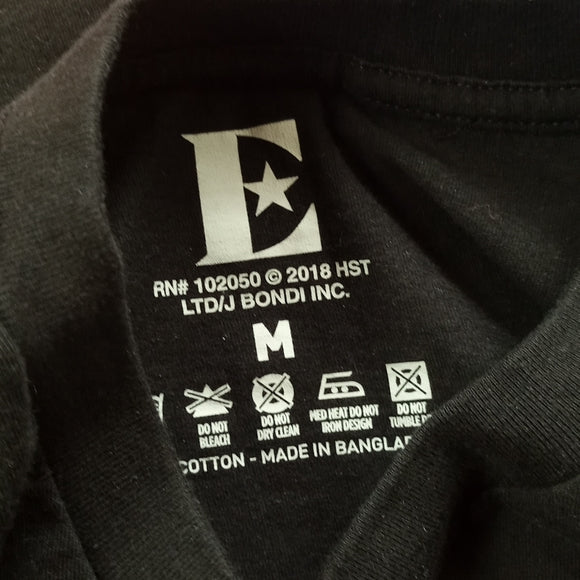 E
RN# 102050 © 2018 HST
LTD/J BONDI INC.
M
DO NOT BLEACH
DO NOT DRY CLEAN
MED HEAT DO NOT IRON DESIGN
DO NOT TUMBLE
COTTON - MADE IN